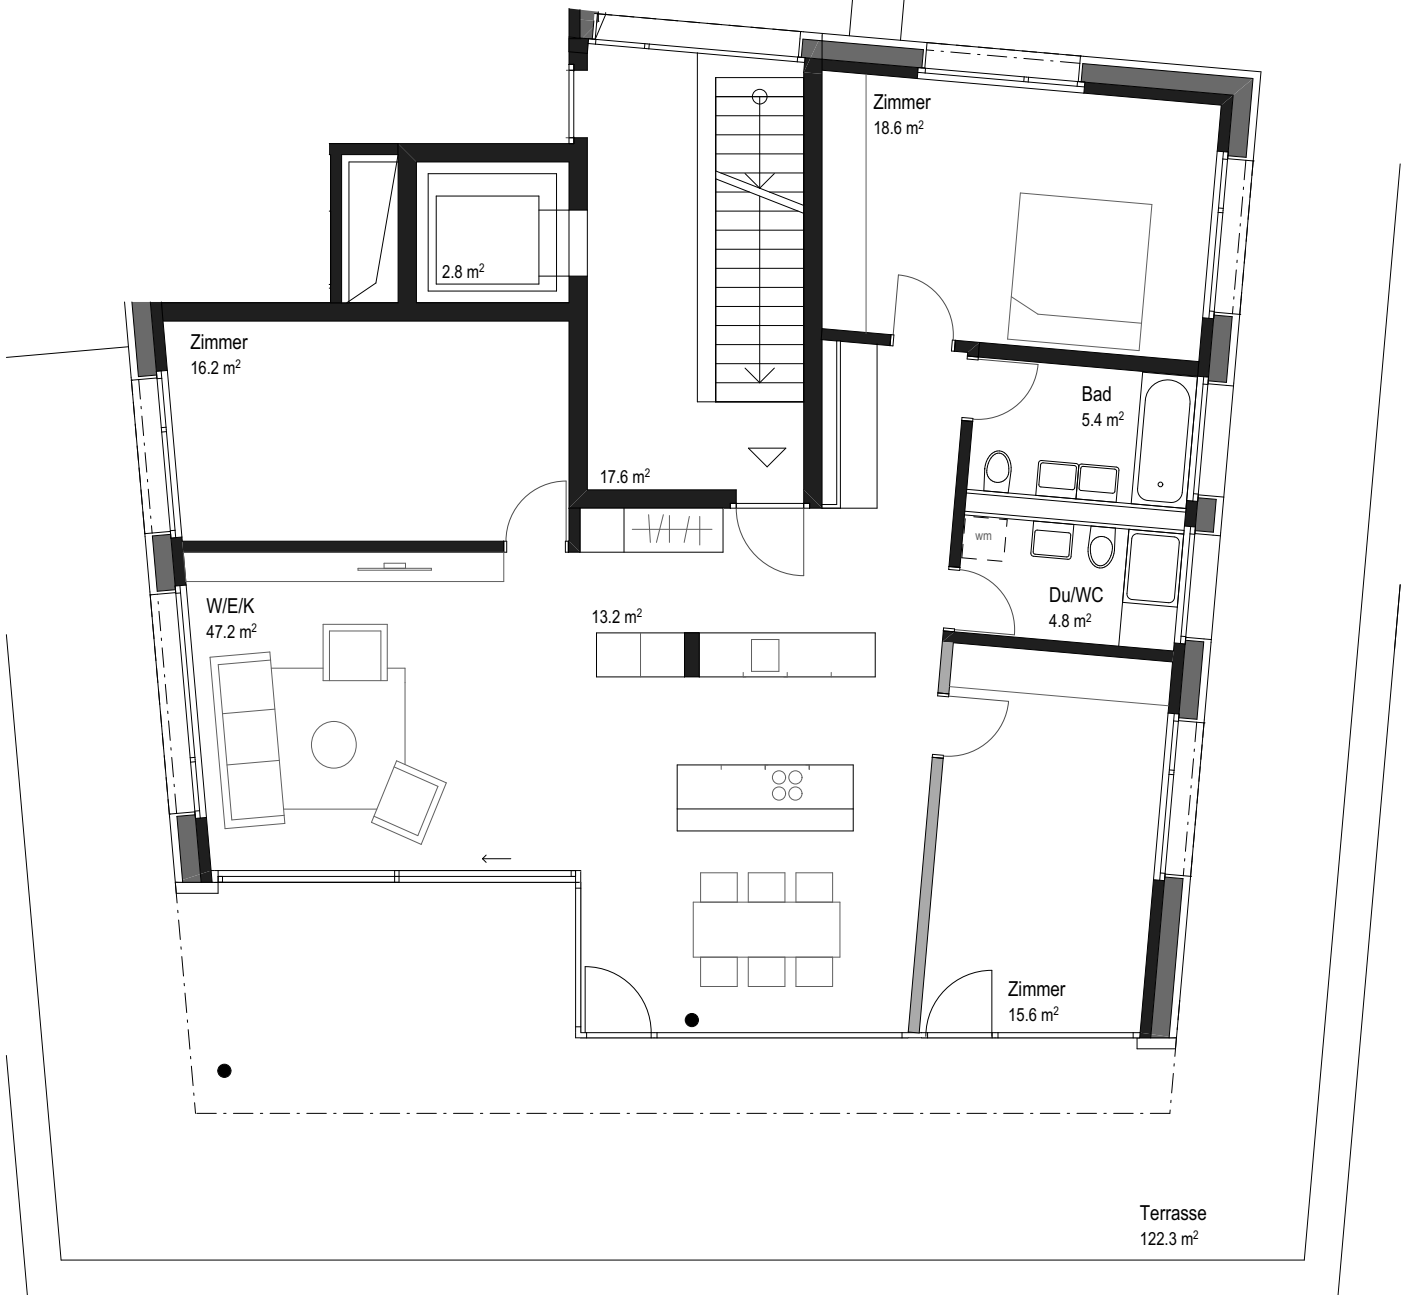 Zimmer
18.6 m²
2.8 m²
Zimmer
16.2 m²
Bad
5.4 m²
17.6 m²
wm
Du/WC
4.8 m²
W/E/K
47.2 m²
13.2 m²
Zimmer
15.6 m²
Terrasse
122.3 m²